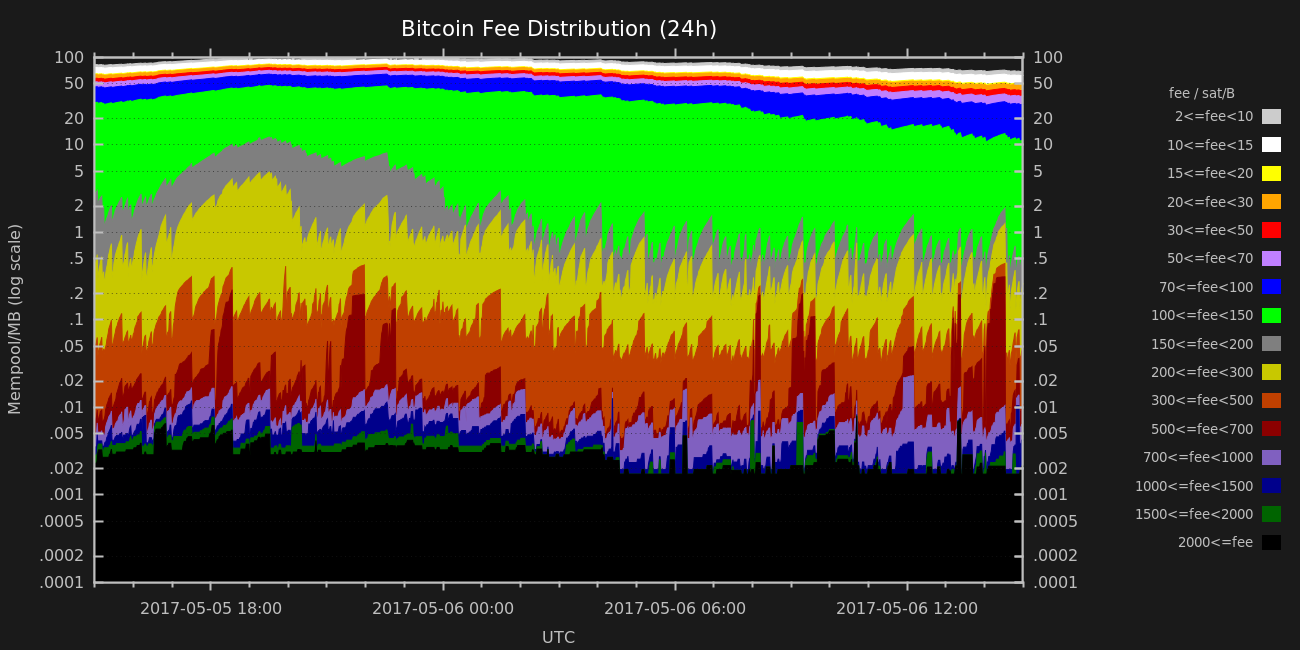 Bitcoin Fee Distribution (24h)
Mempool/MB (log scale)
100
50
20
10
5
2
1
.5
.2
.1
.05
.02
.01
.005
.002
.001
.0005
.0002
.0001
100
50
20
10
5
2
1
.5
.2
.1
.05
.02
.01
.005
.002
.001
.0005
.0002
.0001
2017-05-05 18:00
2017-05-06 00:00
2017-05-06 06:00
2017-05-06 12:00
UTC
fee / sat/B
2<=fee<10
10<=fee<15
15<=fee<20
20<=fee<30
30<=fee<50
50<=fee<70
70<=fee<100
100<=fee<150
150<=fee<200
200<=fee<300
300<=fee<500
500<=fee<700
700<=fee<1000
1000<=fee<1500
1500<=fee<2000
2000<=fee